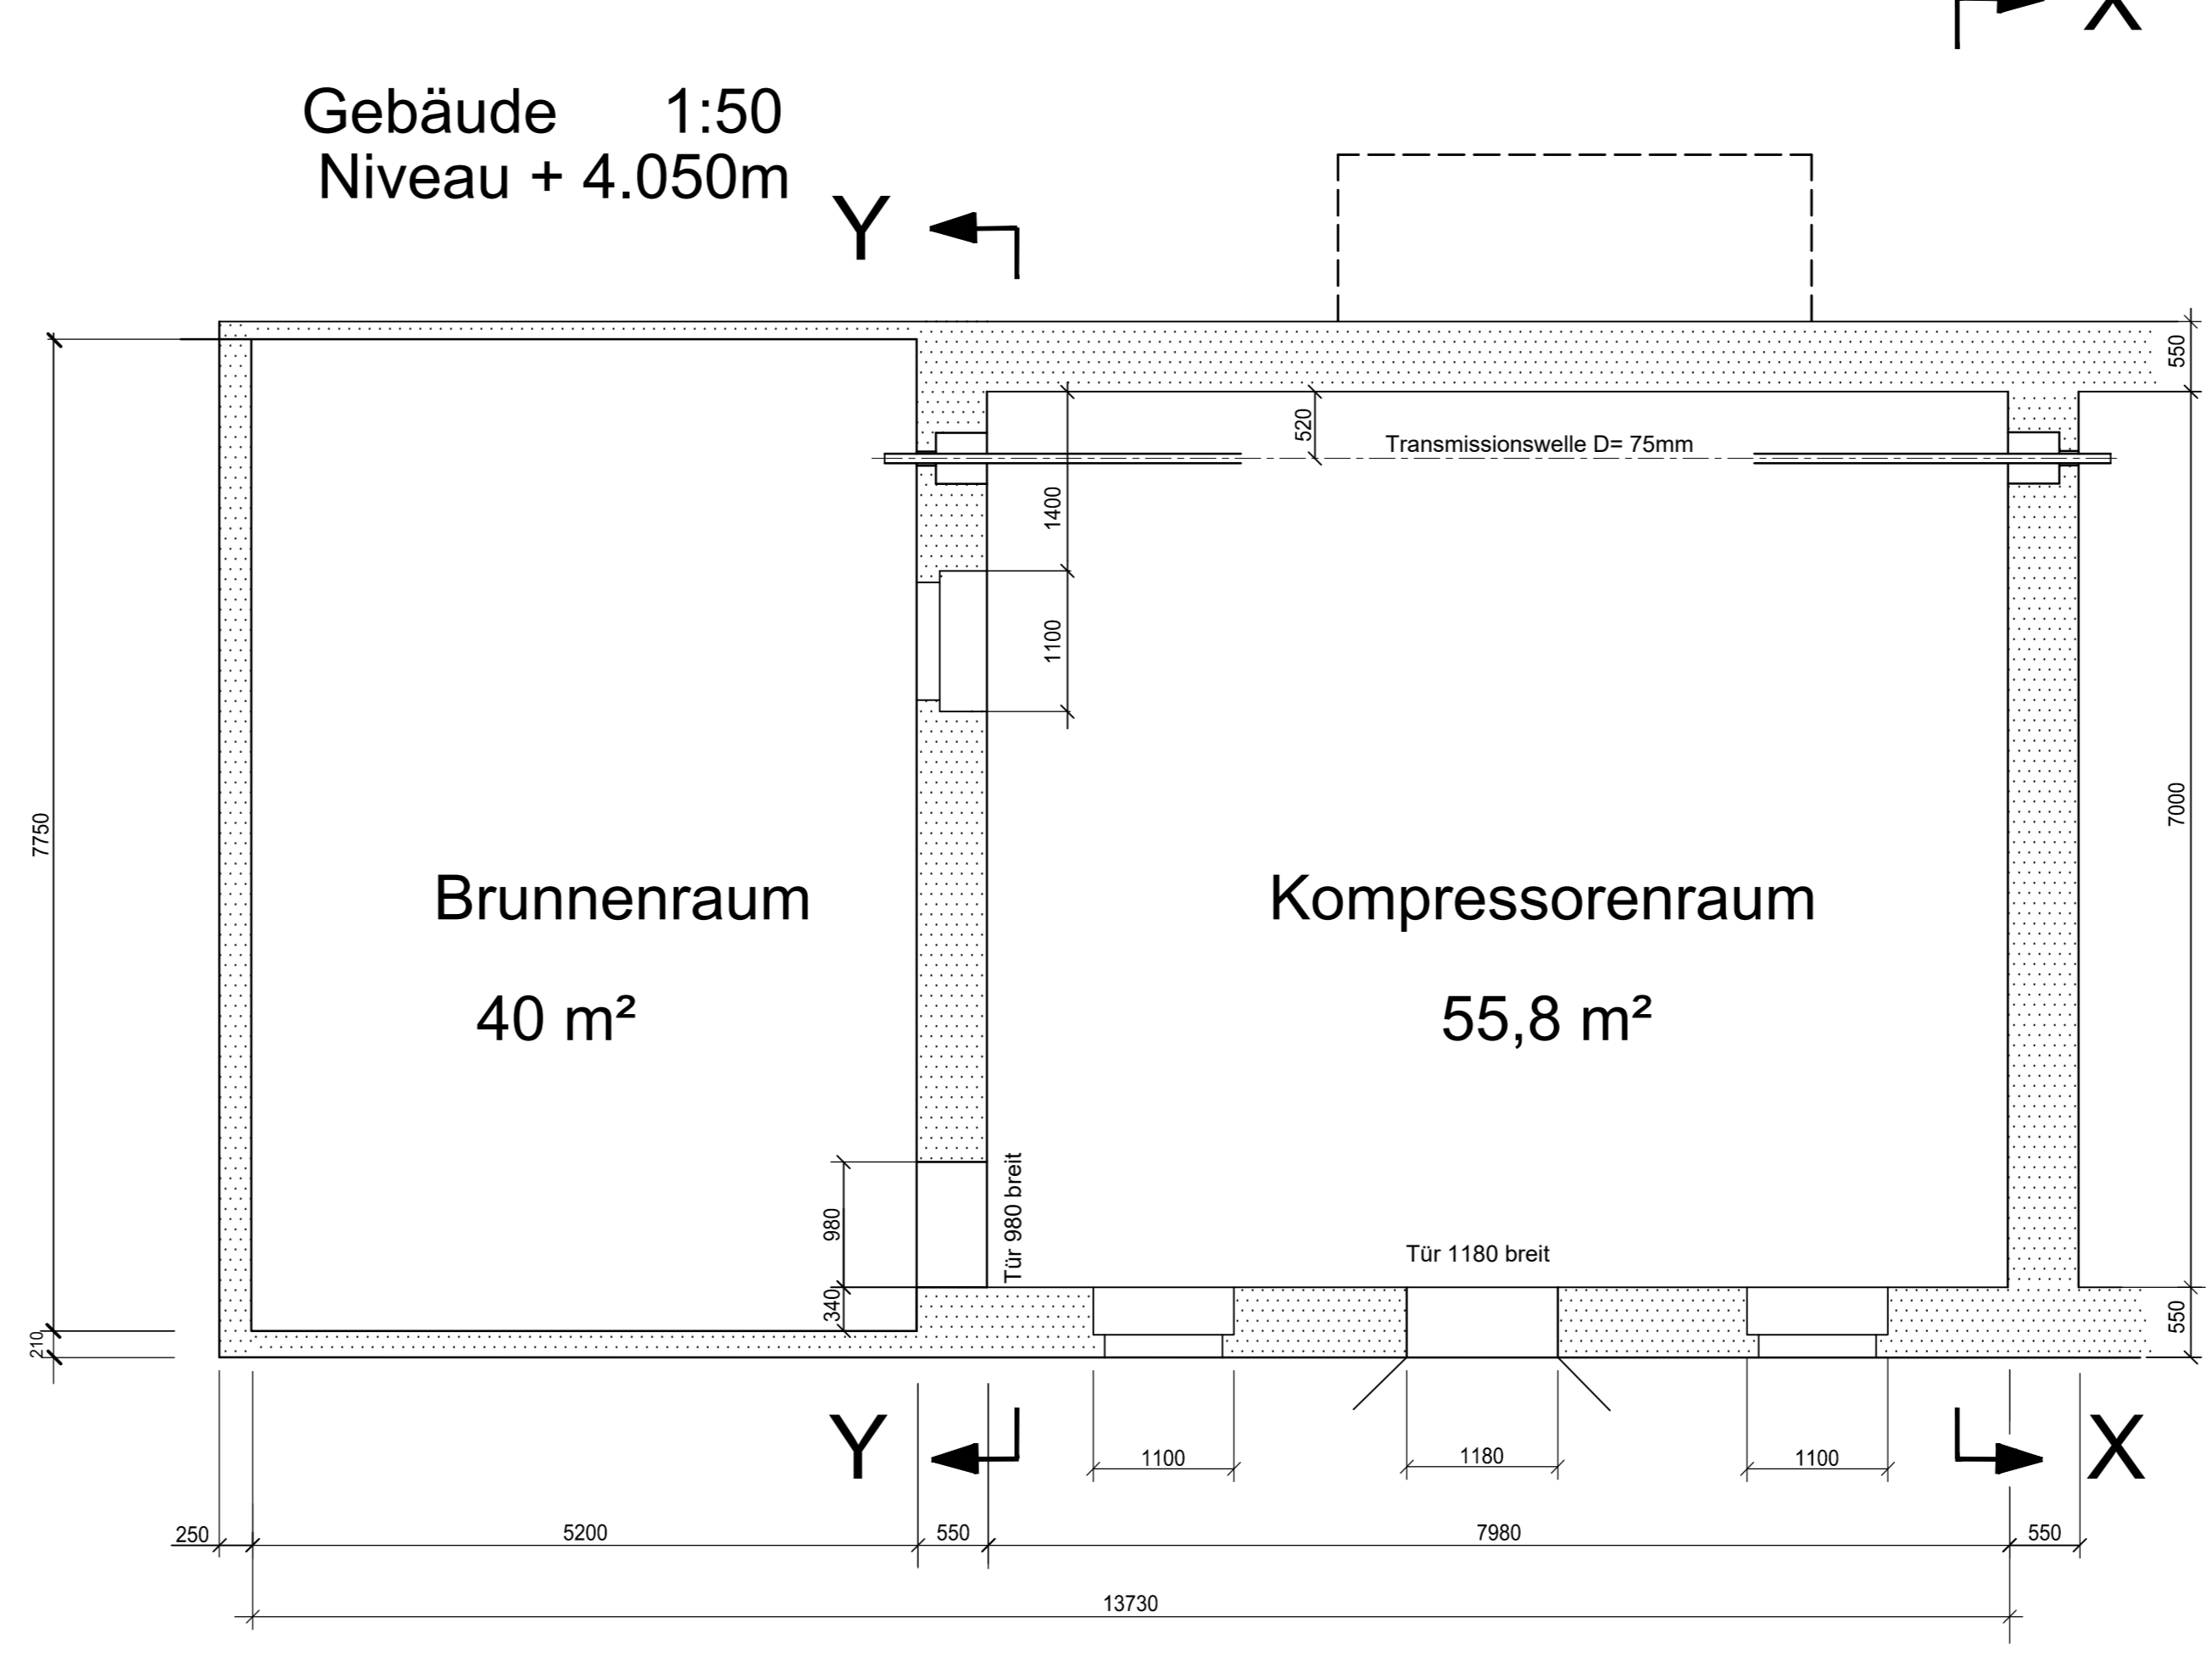 X
Gebäude 1:50
Niveau + 4.050m
Y
550
520
Transmissionswelle D= 75mm
1400
1100
7750
7000
Brunnenraum
Kompressorenraum
40 m²
55,8 m²
980
Tür 980 breit
Tür 1180 breit
340
210
550
Y
1100
1180
1100
X
250
5200
550
7980
550
13730